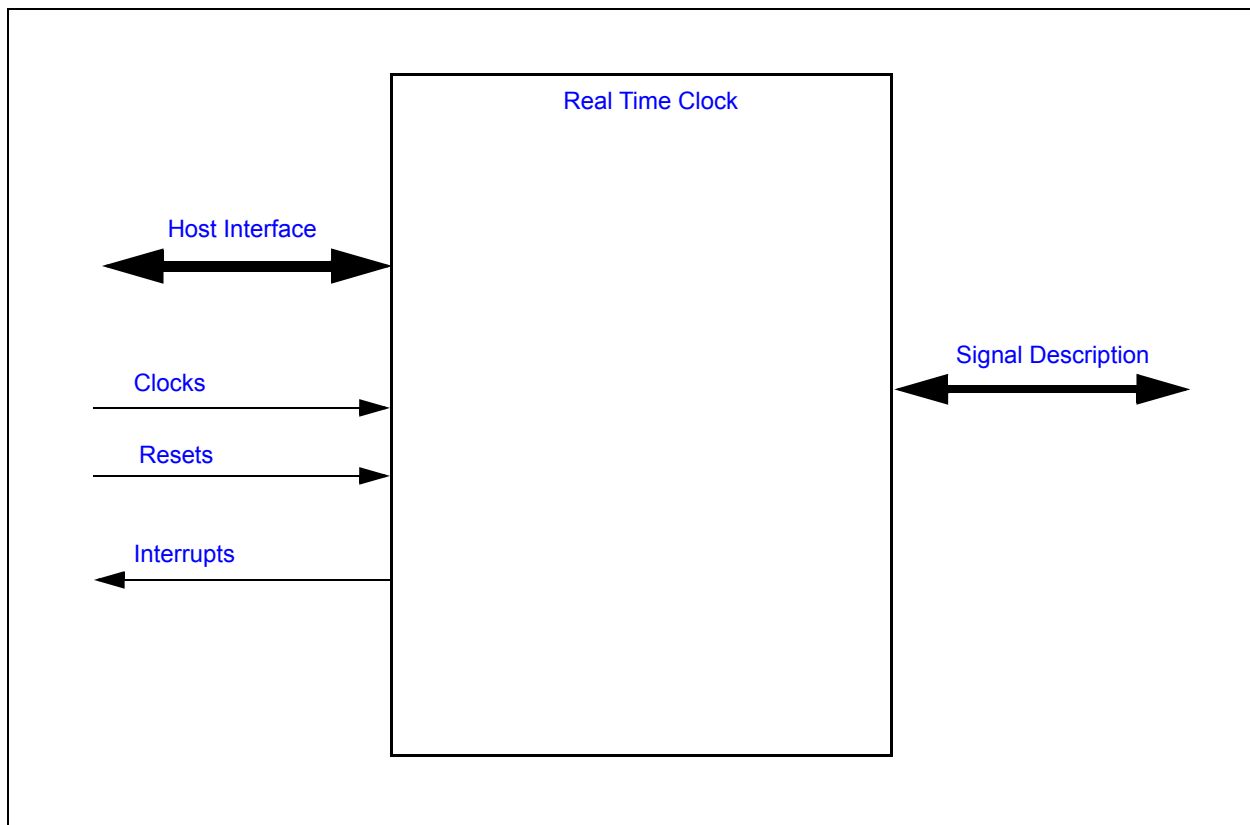 Real Time Clock
Host Interface
Signal Description
Clocks
Resets
Interrupts